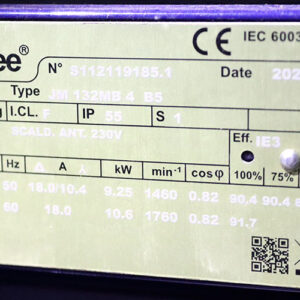 ee®
CE IEC 6003
N° S112119185.1 Date 202
Type JM 132MB 4 B5
I.CL. F IP 55 S 1
SCALD. ANT. 230V
Eff. IE3
100% 75%
Hz Δ A kW min⁻¹ cosφ
50 18.0/10.4 9.25 1460 0.82 90.4 90.4 8
60 18.0 10.6 1760 0.82 91.7